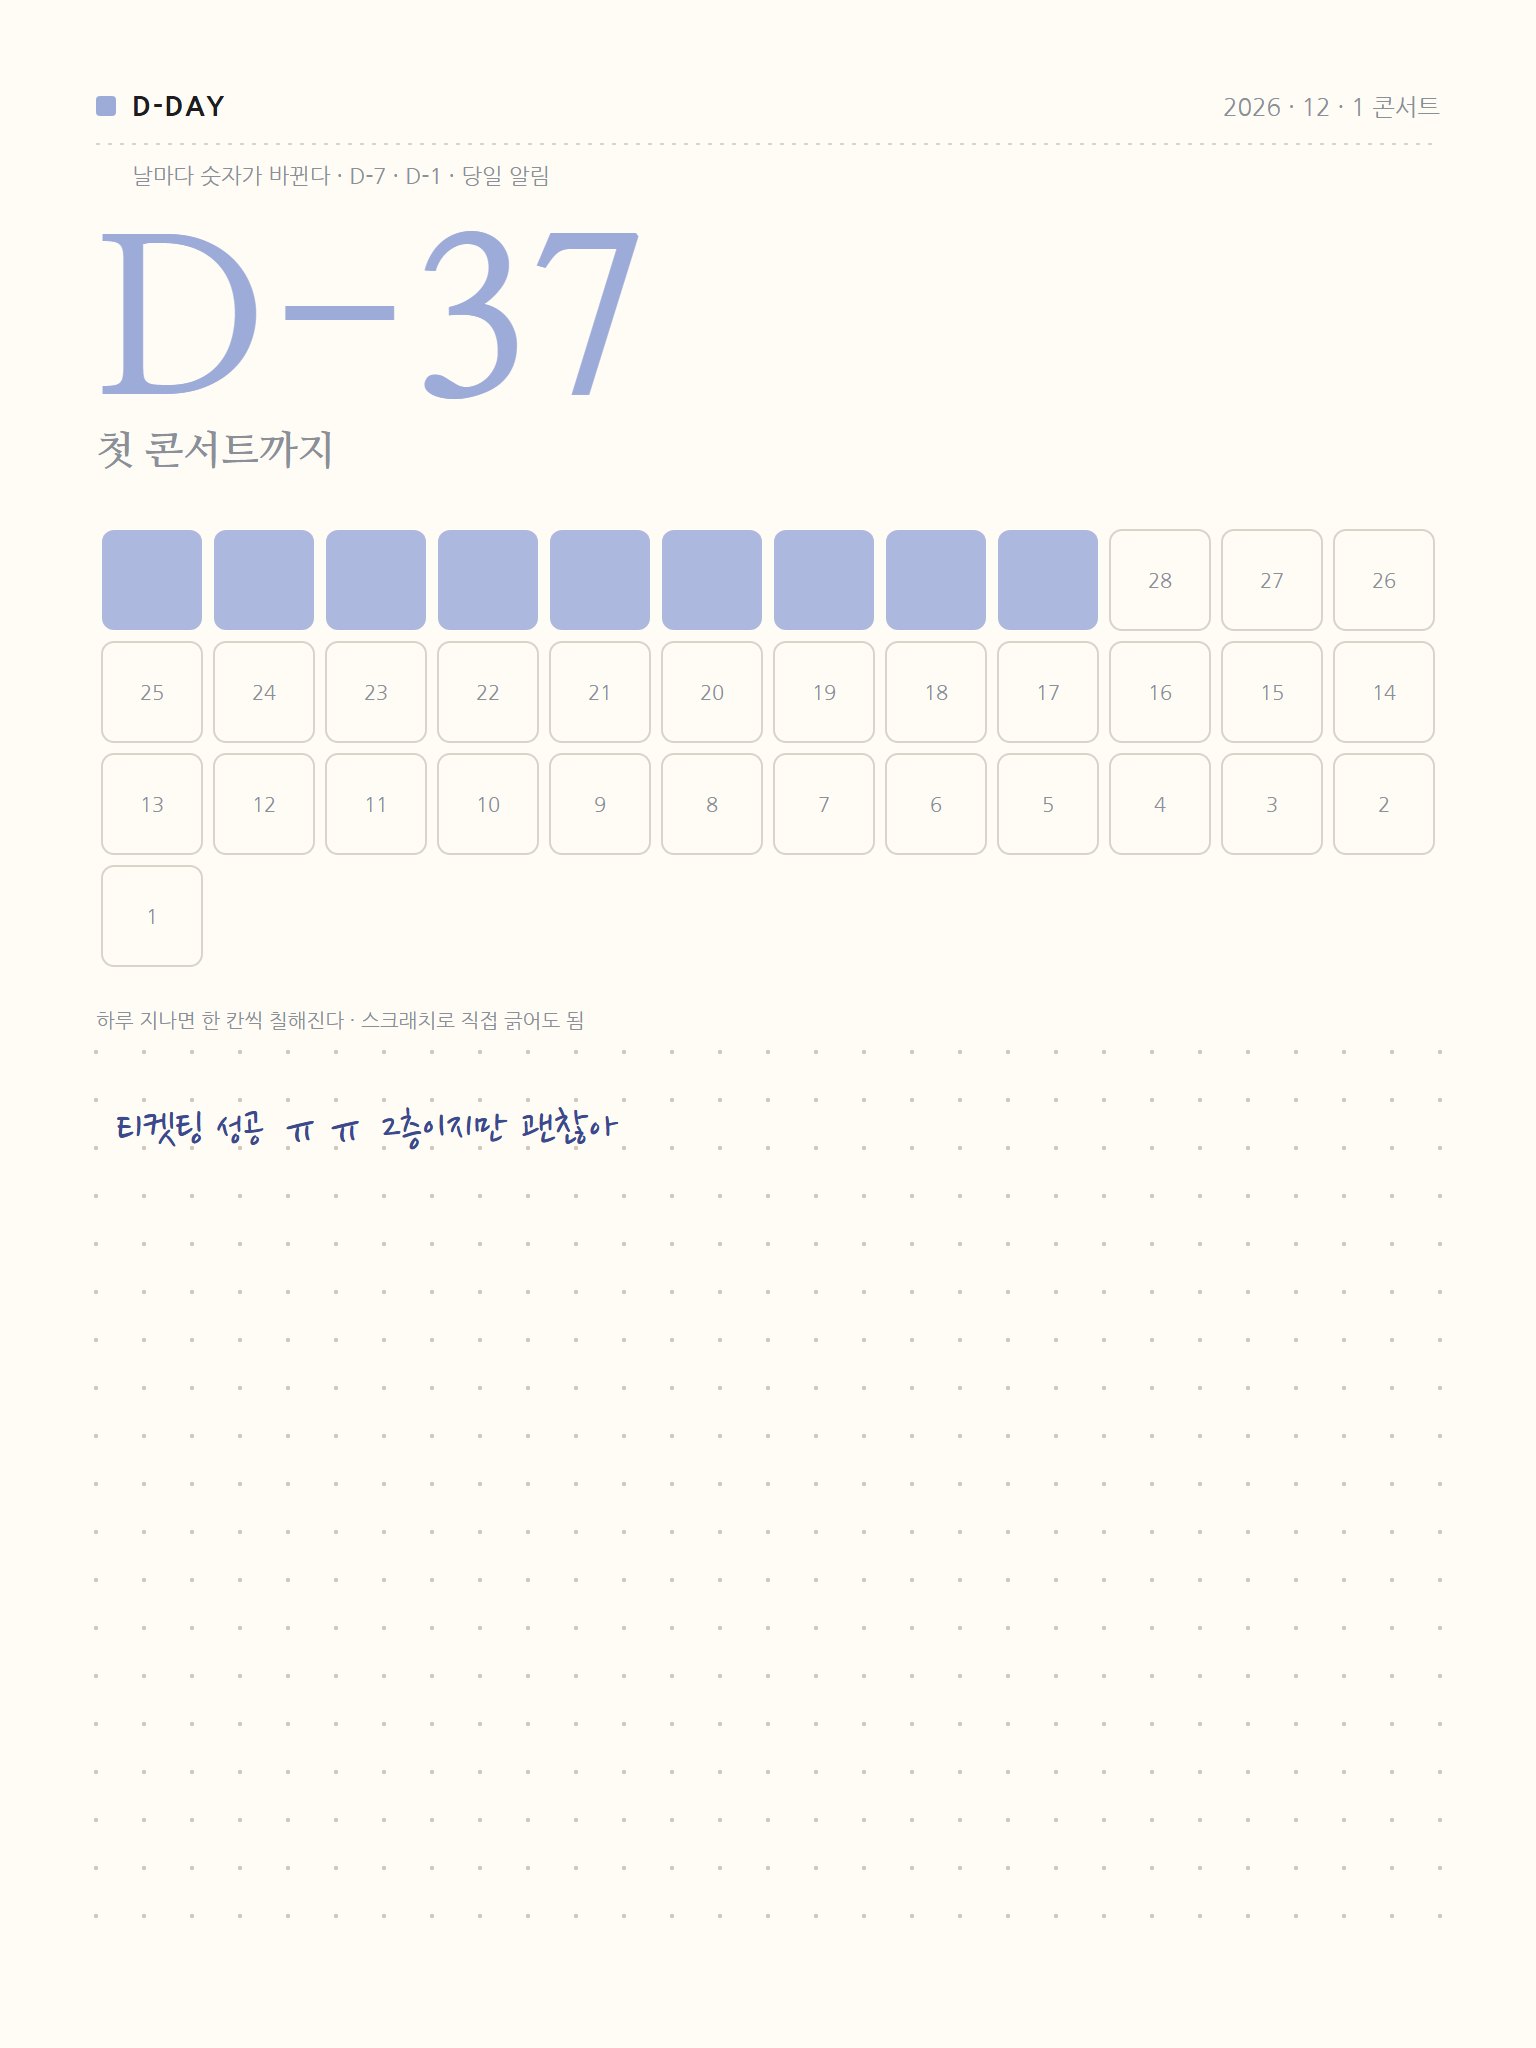 D-DAY
2026 · 12 · 1 콘서트
날마다 숫자가 바뀐다 · D-7 · D-1 · 당일 알림
D–37
첫 콘서트까지
28 27 26
25 24 23 22 21 20 19 18 17 16 15 14
13 12 11 10 9 8 7 6 5 4 3 2
1
하루 지나면 한 칸씩 칠해진다 · 스크래치로 직접 긁어도 됨
티켓팅 성공 ㅠㅠ 2층이지만 괜찮아